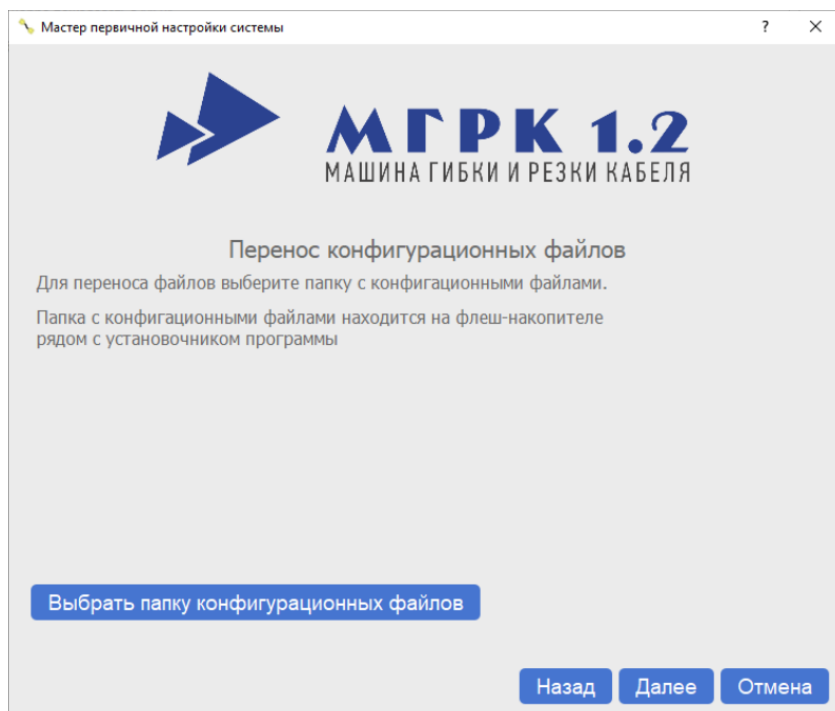 Мастер первичной настройки системы
?
МГРК 1.2
МАШИНА ГИБКИ И РЕЗКИ КАБЕЛЯ
Перенос конфигурационных файлов
Для переноса файлов выберите папку с конфигационными файлами.
Папка с конфигационными файлами находится на флеш-накопителе
рядом с установочником программы
Выбрать папку конфигурационных файлов
Назад Далее Отмена